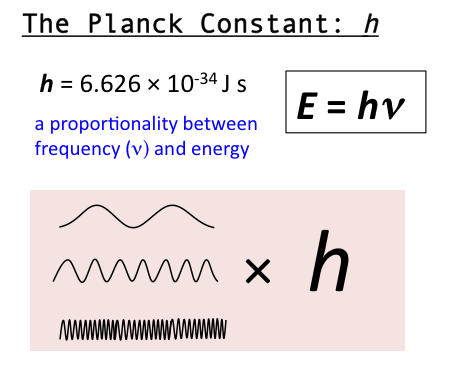 The Planck Constant: h
h = 6.626 × 10⁻³⁴ J s
E = hν
a proportionality between
frequency (ν) and energy
× h